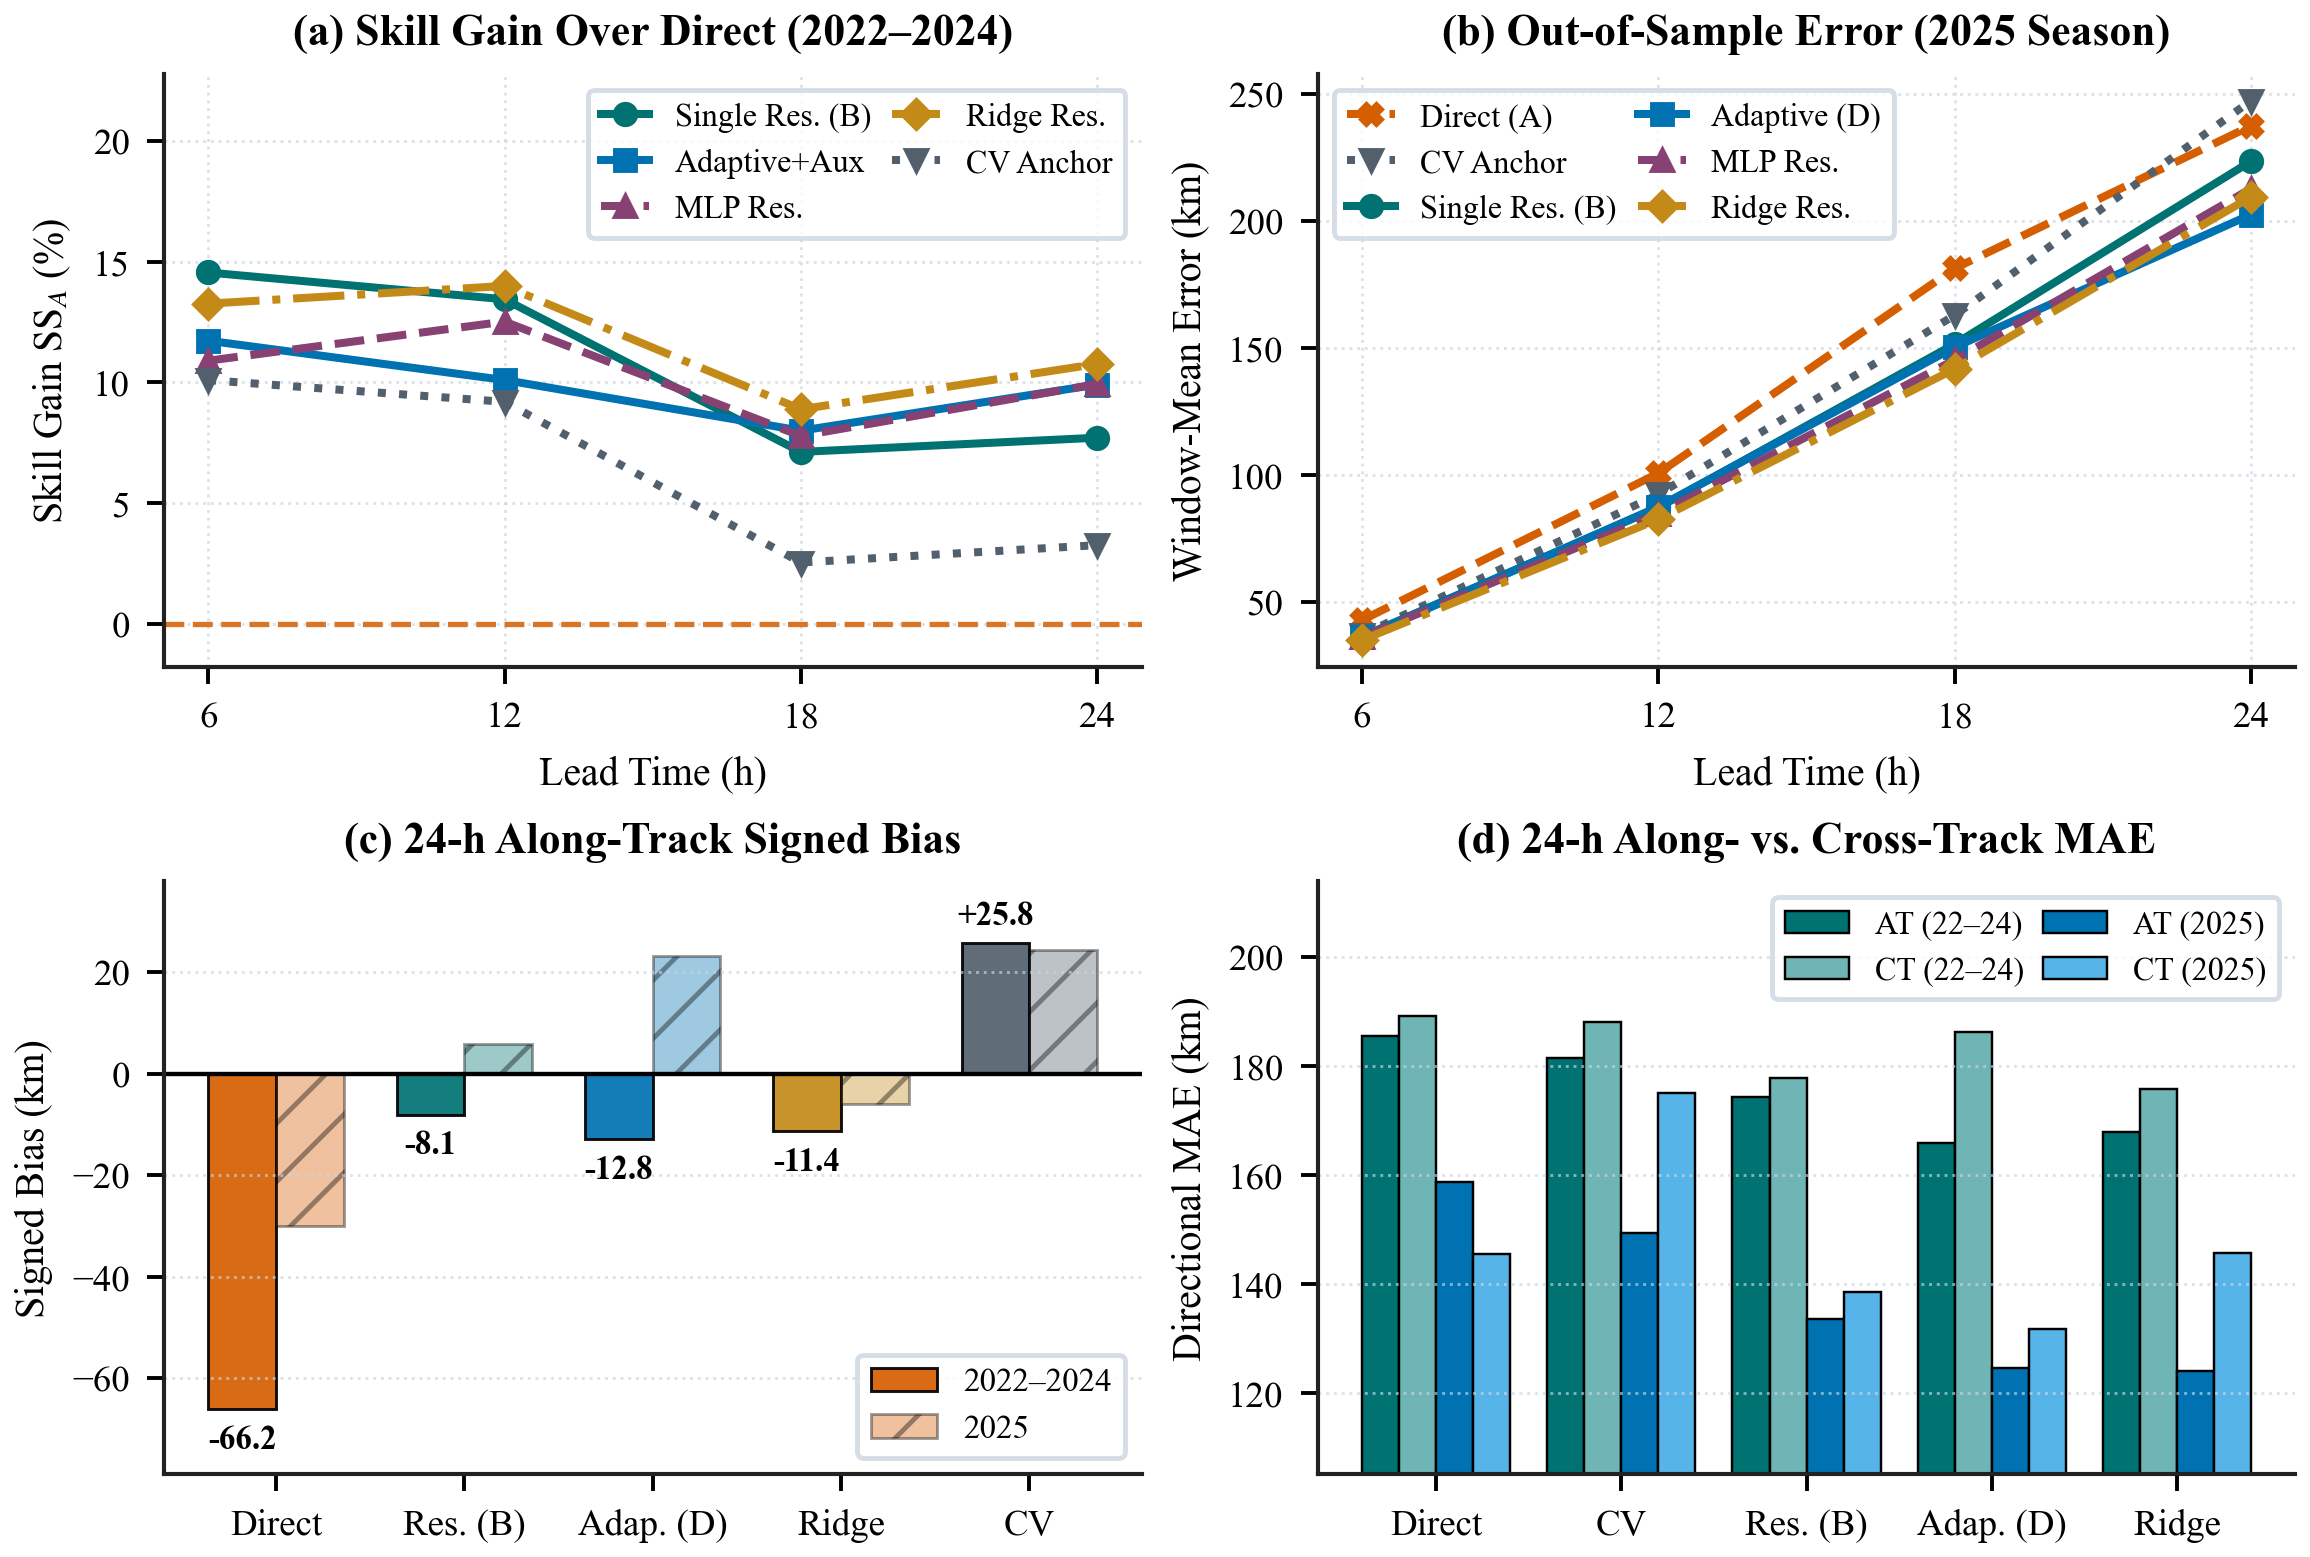 (a) Skill Gain Over Direct (2022–2024)
Skill Gain SS_A (%)
20
15
10
5
0
Single Res. (B)
Adaptive+Aux
MLP Res.
Ridge Res.
CV Anchor
6
12
18
24
Lead Time (h)
(b) Out-of-Sample Error (2025 Season)
Window-Mean Error (km)
250
200
150
100
50
Direct (A)
CV Anchor
Single Res. (B)
Adaptive (D)
MLP Res.
Ridge Res.
6
12
18
24
Lead Time (h)
(c) 24-h Along-Track Signed Bias
Signed Bias (km)
20
0
−20
−40
−60
-66.2
-8.1
-12.8
-11.4
+25.8
2022–2024
2025
Direct
Res. (B)
Adap. (D)
Ridge
CV
(d) 24-h Along- vs. Cross-Track MAE
Directional MAE (km)
200
180
160
140
120
AT (22–24)
CT (22–24)
AT (2025)
CT (2025)
Direct
CV
Res. (B)
Adap. (D)
Ridge